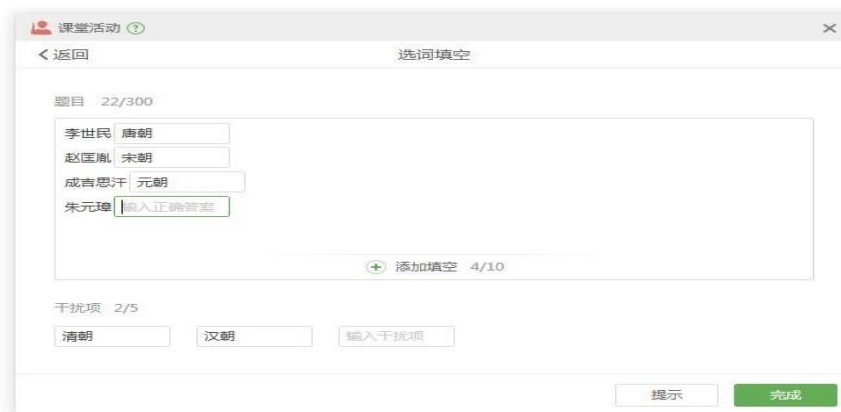 课堂活动 ?
返回 选词填空
题目 22/300
李世民 唐朝
赵匡胤 宋朝
成吉思汗 元朝
朱元璋 输入正确答案
添加填空 4/10
干扰项 2/5
清朝 汉朝 输入干扰项
提示 完成